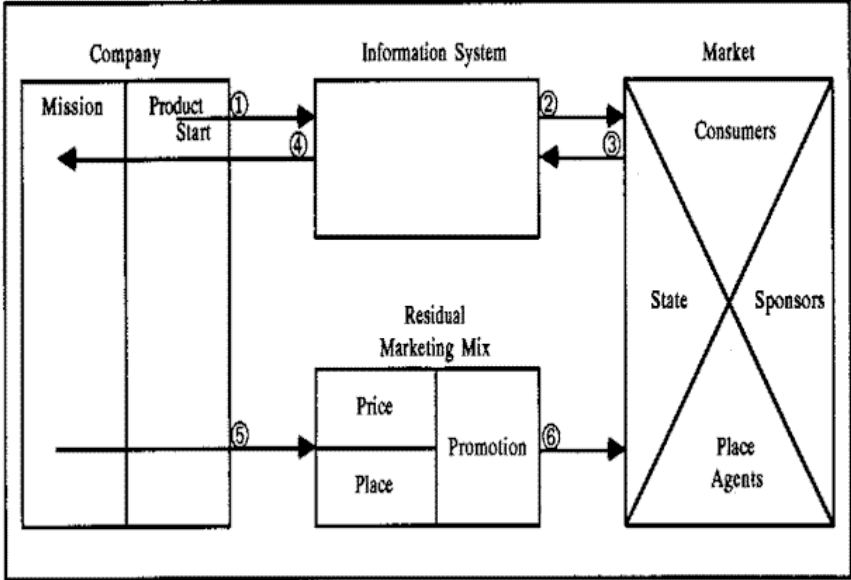 Company
Information System
Market
Mission
Product
Start
①
②
③
④
Consumers
State
Sponsors
Place
Agents
Residual
Marketing Mix
Price
Place
Promotion
⑤
⑥